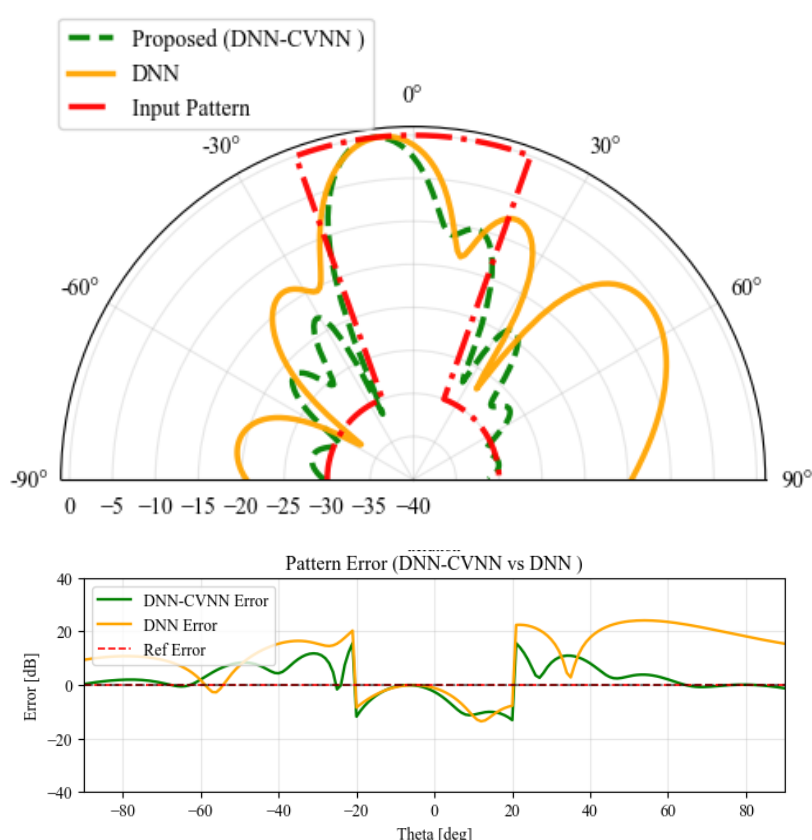 Proposed (DNN-CVNN )
DNN
Input Pattern
0°
-30°
30°
-60°
60°
-90°
90°
0 −5 −10 −15 −20 −25 −30 −35 −40
Pattern Error (DNN-CVNN vs DNN )
DNN-CVNN Error
DNN Error
Ref Error
Error [dB]
40
20
0
−20
−40
−80 −60 −40 −20 0 20 40 60 80
Theta [deg]